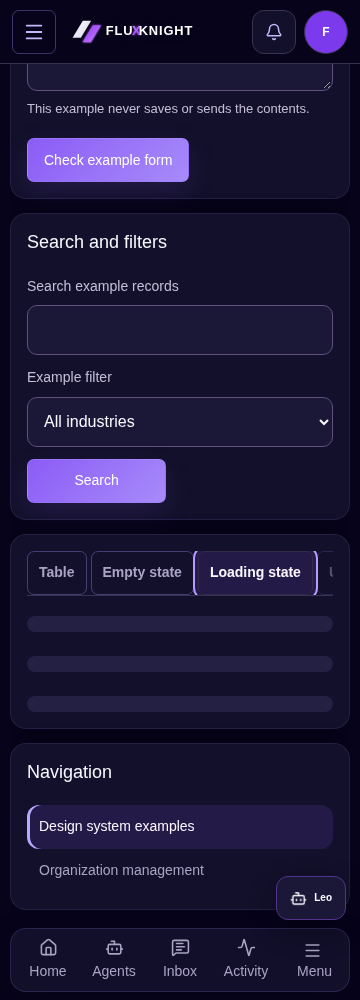 FLUXKNIGHT
F
This example never saves or sends the contents.
Check example form
Search and filters
Search example records
Example filter
All industries
Search
Table Empty state Loading state
Navigation
Design system examples
Organization management
Leo
Home Agents Inbox Activity Menu